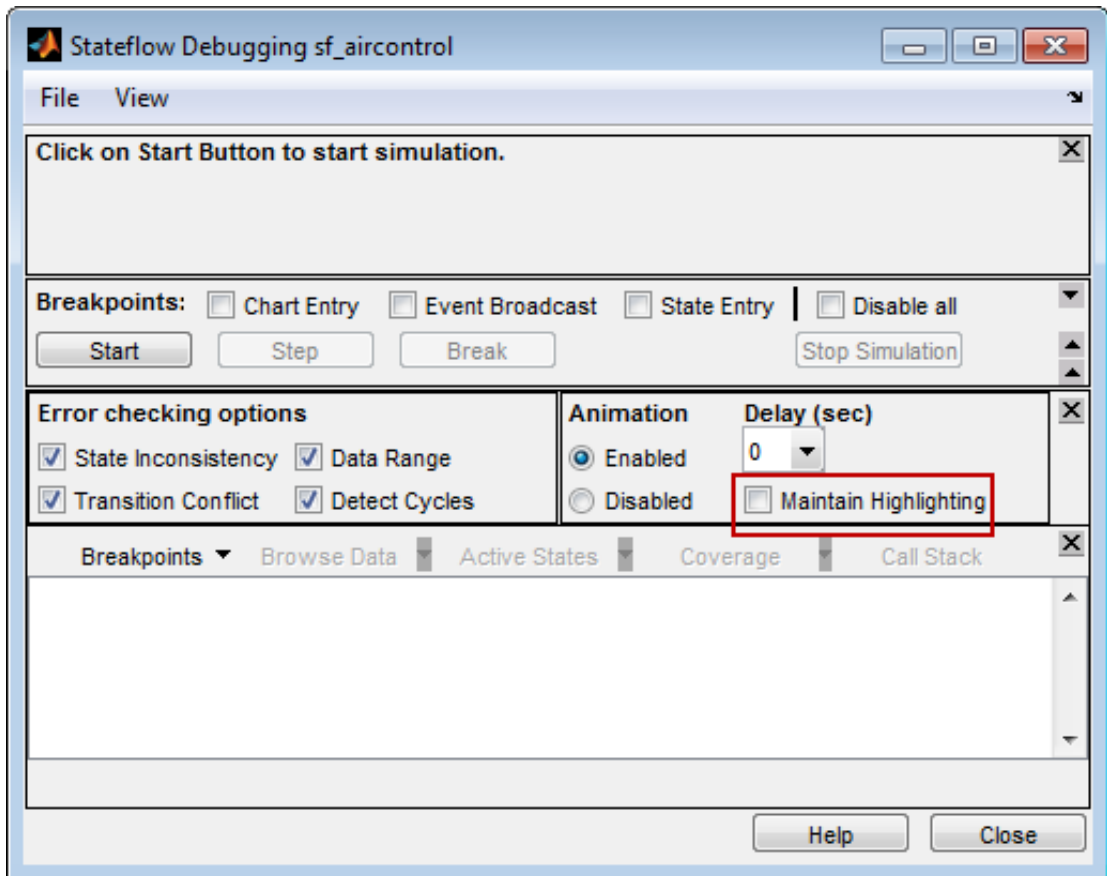 Stateflow Debugging sf_aircontrol
File View
Click on Start Button to start simulation.
Breakpoints: Chart Entry Event Broadcast State Entry Disable all
Start Step Break Stop Simulation
Error checking options Animation Delay (sec)
State Inconsistency Data Range Enabled 0
Transition Conflict Detect Cycles Disabled Maintain Highlighting
Breakpoints Browse Data Active States Coverage Call Stack
Help Close